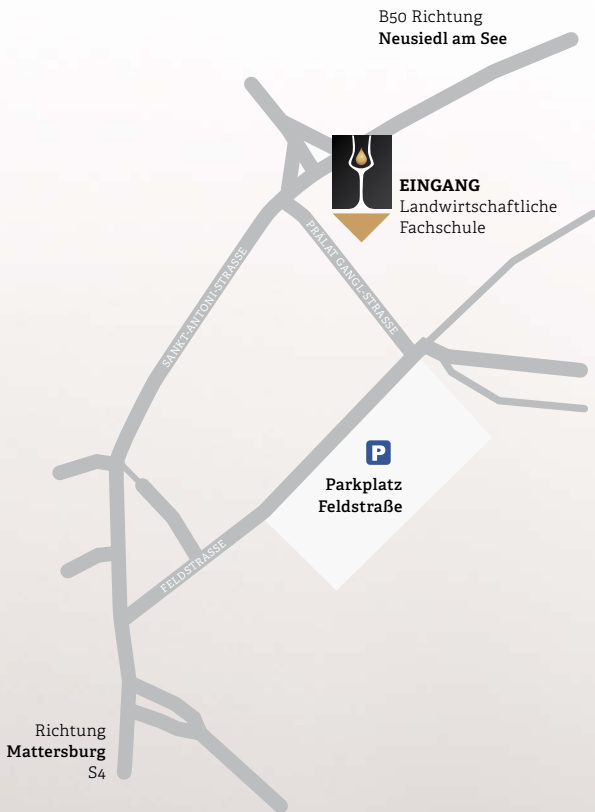 B50 Richtung
Neusiedl am See
EINGANG
Landwirtschaftliche
Fachschule
PRÄLAT GANGL-STRASSE
SANKT-ANTONI-STRASSE
P
Parkplatz
Feldstraße
FELDSTRASSE
Richtung
Mattersburg
S4